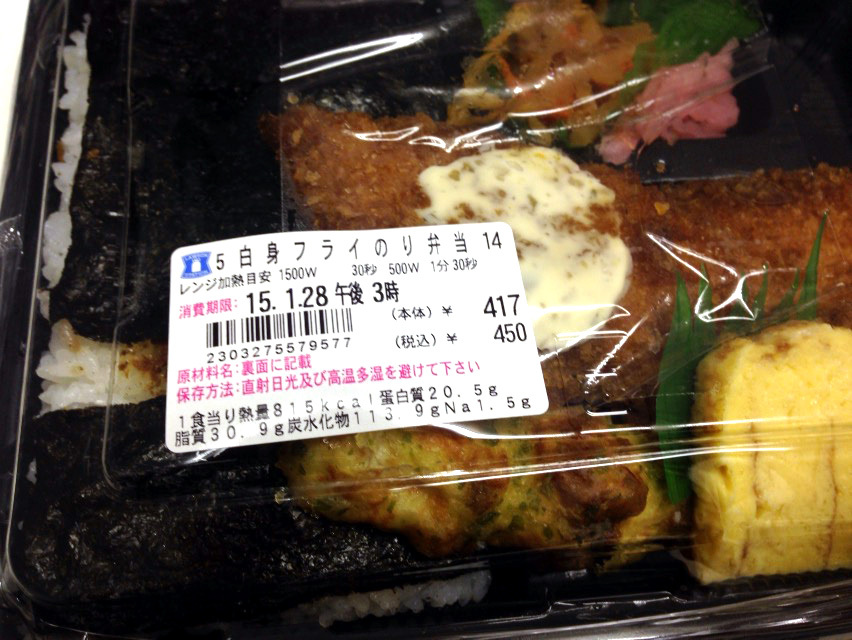 5 白身フライのり弁当 14
レンジ加熱目安 1500W 30秒 500W 1分30秒
消費期限: 15.1.28 午後 3時
(本体) ¥ 417
2303275579577 (税込) ¥ 450
原材料名:裏面に記載
保存方法:直射日光及び高温多湿を避けて下さい
1食当り熱量815kcal蛋白質20.5g
脂質30.9g炭水化物113.9gNa1.5g